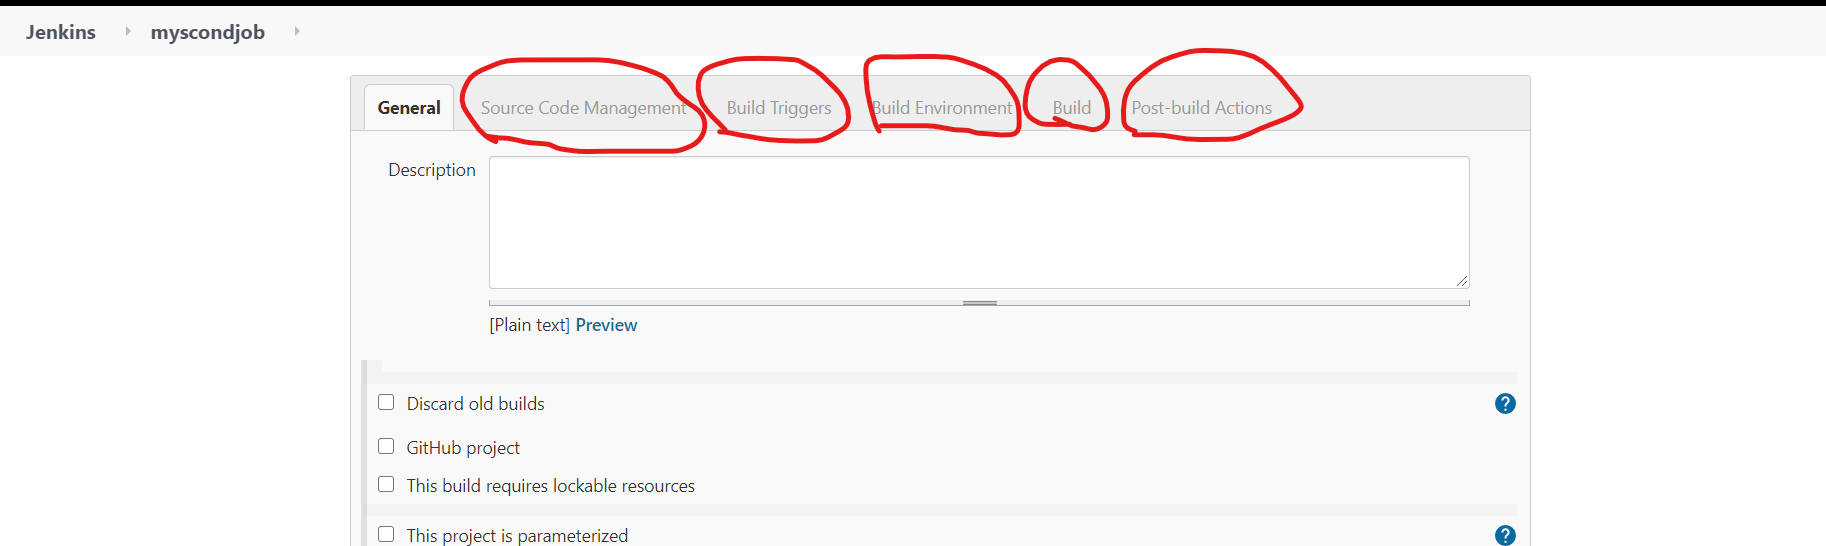 Jenkins myscondjob
General Source Code Management Build Triggers Build Environment Build Post-build Actions
Description
[Plain text] Preview
Discard old builds
?
GitHub project
This build requires lockable resources
This project is parameterized
?